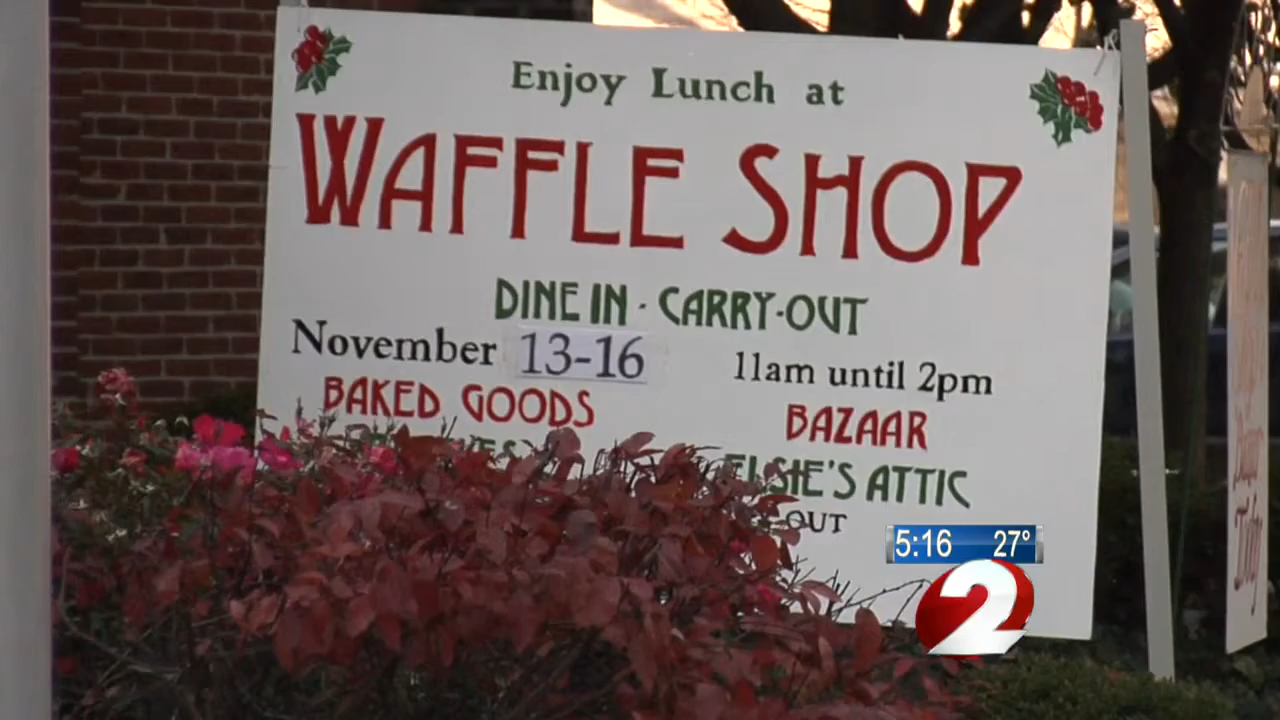 Enjoy Lunch at
WAFFLE SHOP
DINE IN - CARRY-OUT
November 13-16 11am until 2pm
BAKED GOODS BAZAAR
ELSIE'S ATTIC
OUT
5:16 27°
2